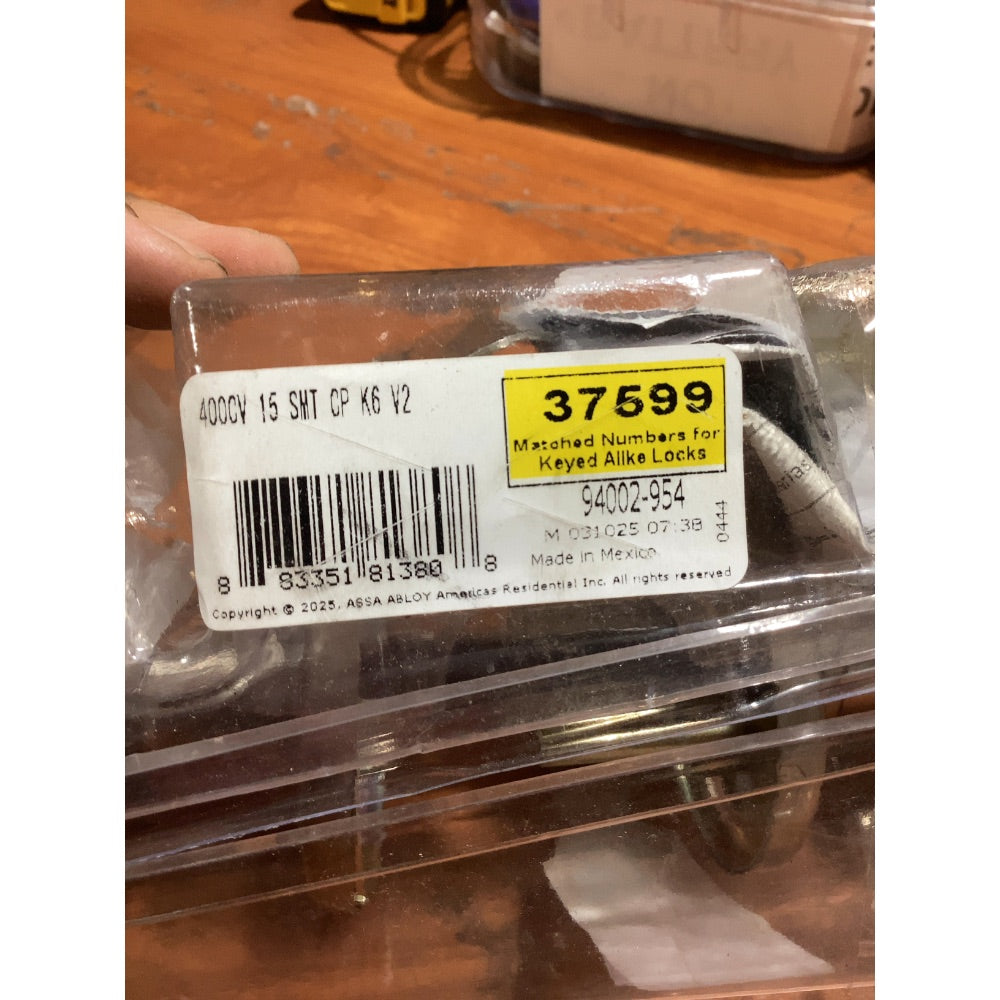 400CV 15 SMT CP K6 V2
37599
Matched Numbers for
Keyed Alike Locks
94002-954
M 031025 07:38
0444
Made in Mexico
8 83351 81380 8
Copyright © 2025, ASSA ABLOY Americas Residential Inc. All rights reserved